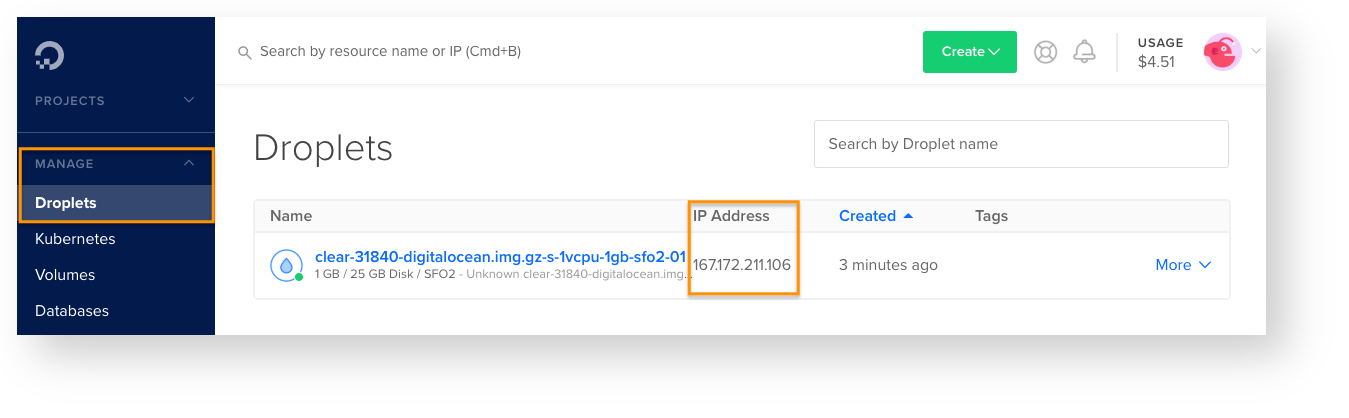 Search by resource name or IP (Cmd+B)
Create
USAGE
$4.51
PROJECTS
MANAGE
Droplets
Kubernetes
Volumes
Databases
Droplets
Search by Droplet name
Name IP Address Created Tags
clear-31840-digitalocean.img.gz-s-1vcpu-1gb-sfo2-01 167.172.211.106 3 minutes ago More
1 GB / 25 GB Disk / SFO2 - Unknown clear-31840-digitalocean.img...